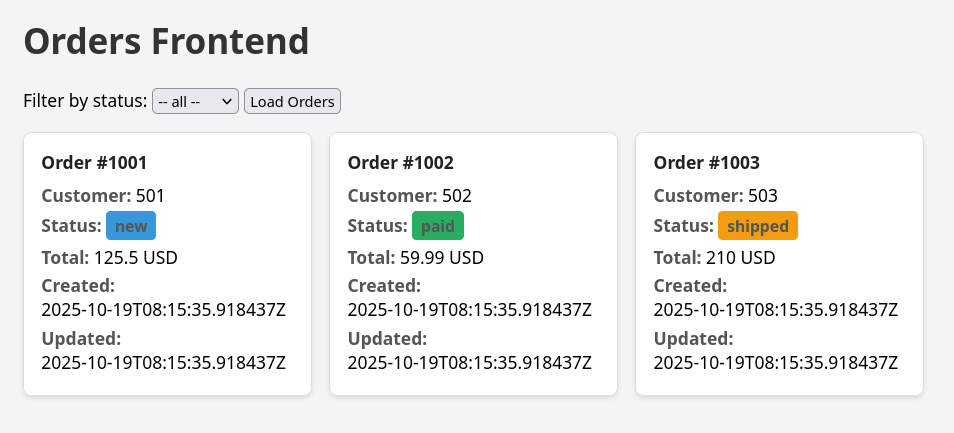 Orders Frontend
Filter by status: -- all -- Load Orders
Order #1001
Customer: 501
Status: new
Total: 125.5 USD
Created:
2025-10-19T08:15:35.918437Z
Updated:
2025-10-19T08:15:35.918437Z
Order #1002
Customer: 502
Status: paid
Total: 59.99 USD
Created:
2025-10-19T08:15:35.918437Z
Updated:
2025-10-19T08:15:35.918437Z
Order #1003
Customer: 503
Status: shipped
Total: 210 USD
Created:
2025-10-19T08:15:35.918437Z
Updated:
2025-10-19T08:15:35.918437Z